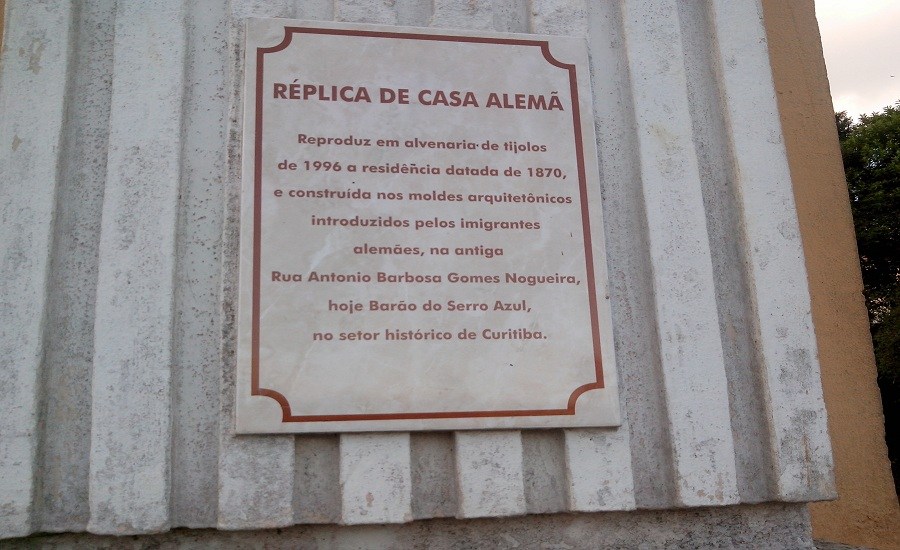 RÉPLICA DE CASA ALEMÃ
Reproduz em alvenaria de tijolos
de 1996 a residência datada de 1870,
e construída nos moldes arquitetônicos
introduzidos pelos imigrantes
alemães, na antiga
Rua Antonio Barbosa Gomes Nogueira,
hoje Barão do Serro Azul,
no setor histórico de Curitiba.